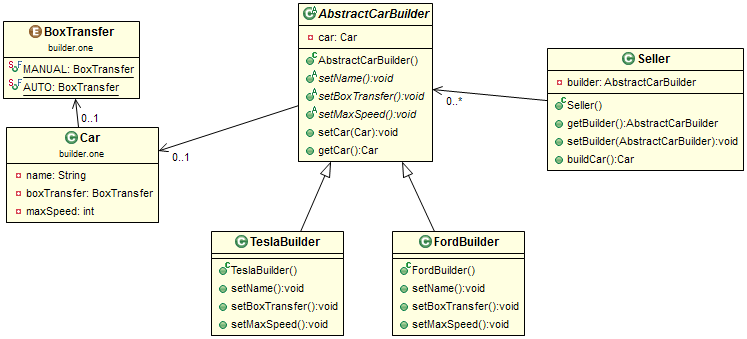 BoxTransfer
builder.one
MANUAL: BoxTransfer
AUTO: BoxTransfer
0..1
Car
builder.one
name: String
boxTransfer: BoxTransfer
maxSpeed: int
0..1
AbstractCarBuilder
car: Car
AbstractCarBuilder()
setName():void
setBoxTransfer():void
setMaxSpeed():void
setCar(Car):void
getCar():Car
0..*
Seller
builder: AbstractCarBuilder
Seller()
getBuilder():AbstractCarBuilder
setBuilder(AbstractCarBuilder):void
buildCar():Car
TeslaBuilder
TeslaBuilder()
setName():void
setBoxTransfer():void
setMaxSpeed():void
FordBuilder
FordBuilder()
setName():void
setBoxTransfer():void
setMaxSpeed():void